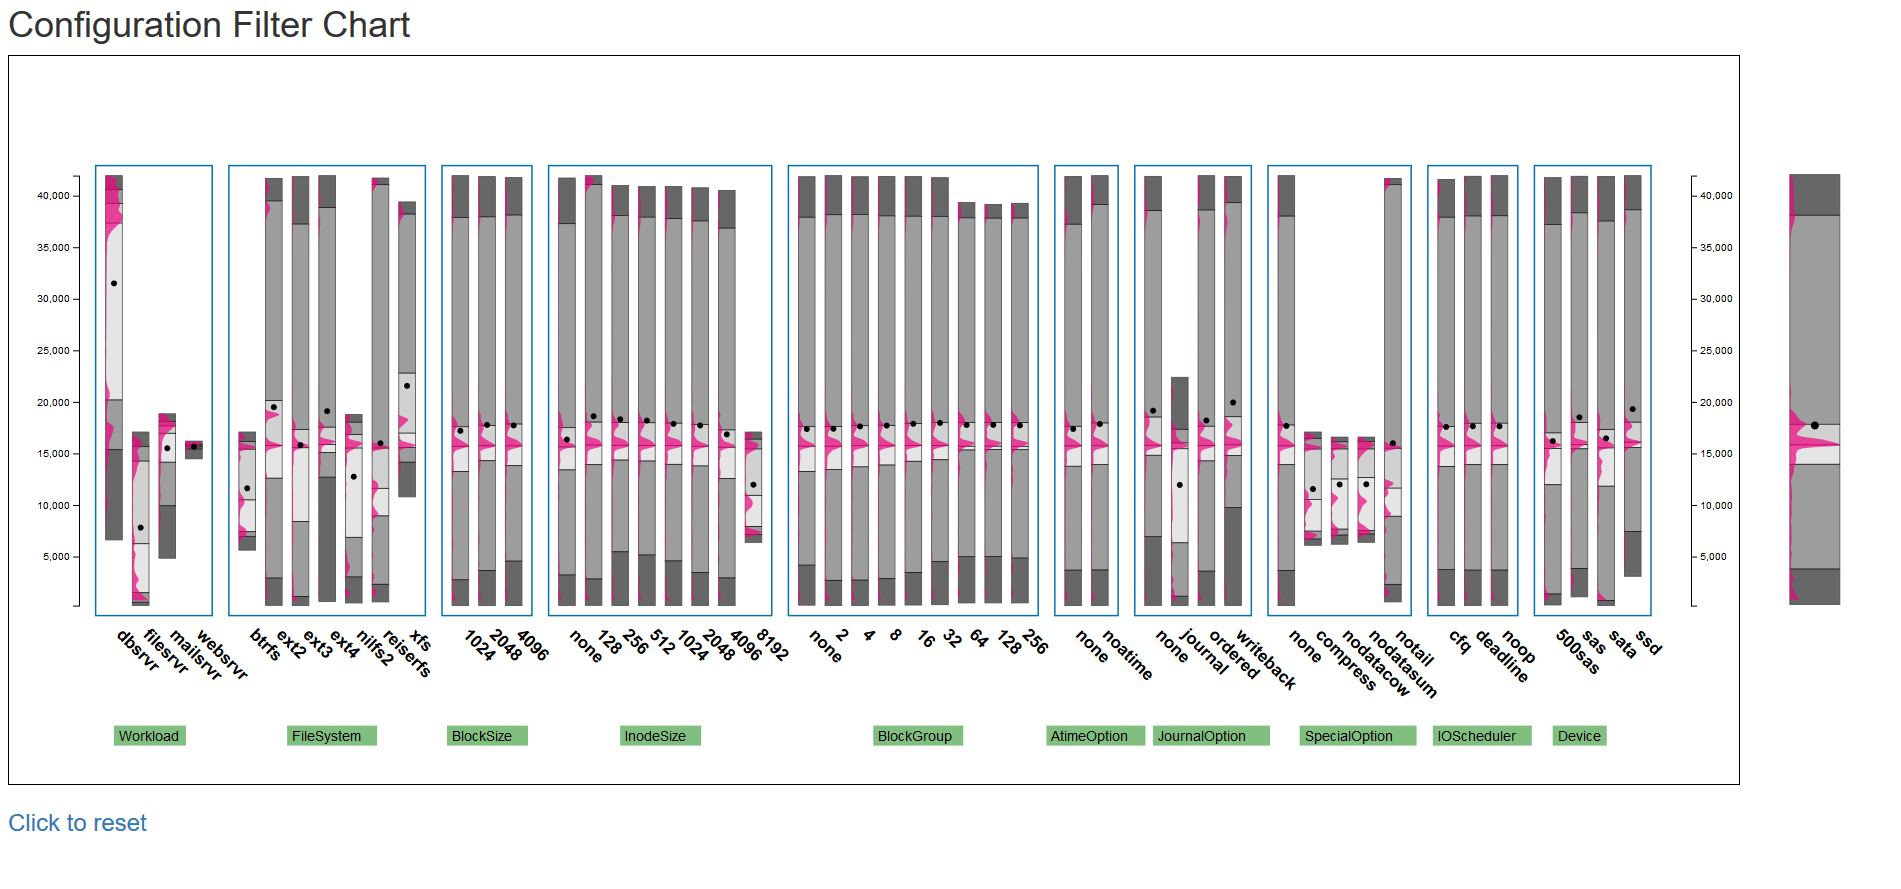 Configuration Filter Chart
40,000
35,000
30,000
25,000
20,000
15,000
10,000
5,000
40,000
35,000
30,000
25,000
20,000
15,000
10,000
5,000
dbsrvr
filesrvr
mailsrvr
websrvr
btrfs
ext2
ext3
ext4
nilfs2
reiserfs
xfs
1024
2048
4096
none
128
256
512
1024
2048
4096
8192
none
2
4
8
16
32
64
128
256
none
noatime
none
journal
ordered
writeback
none
compress
nodatacow
nodatasum
notail
cfq
deadline
noop
500sas
sas
sata
ssd
Workload
FileSystem
BlockSize
InodeSize
BlockGroup
AtimeOption
JournalOption
SpecialOption
IOScheduler
Device
Click to reset